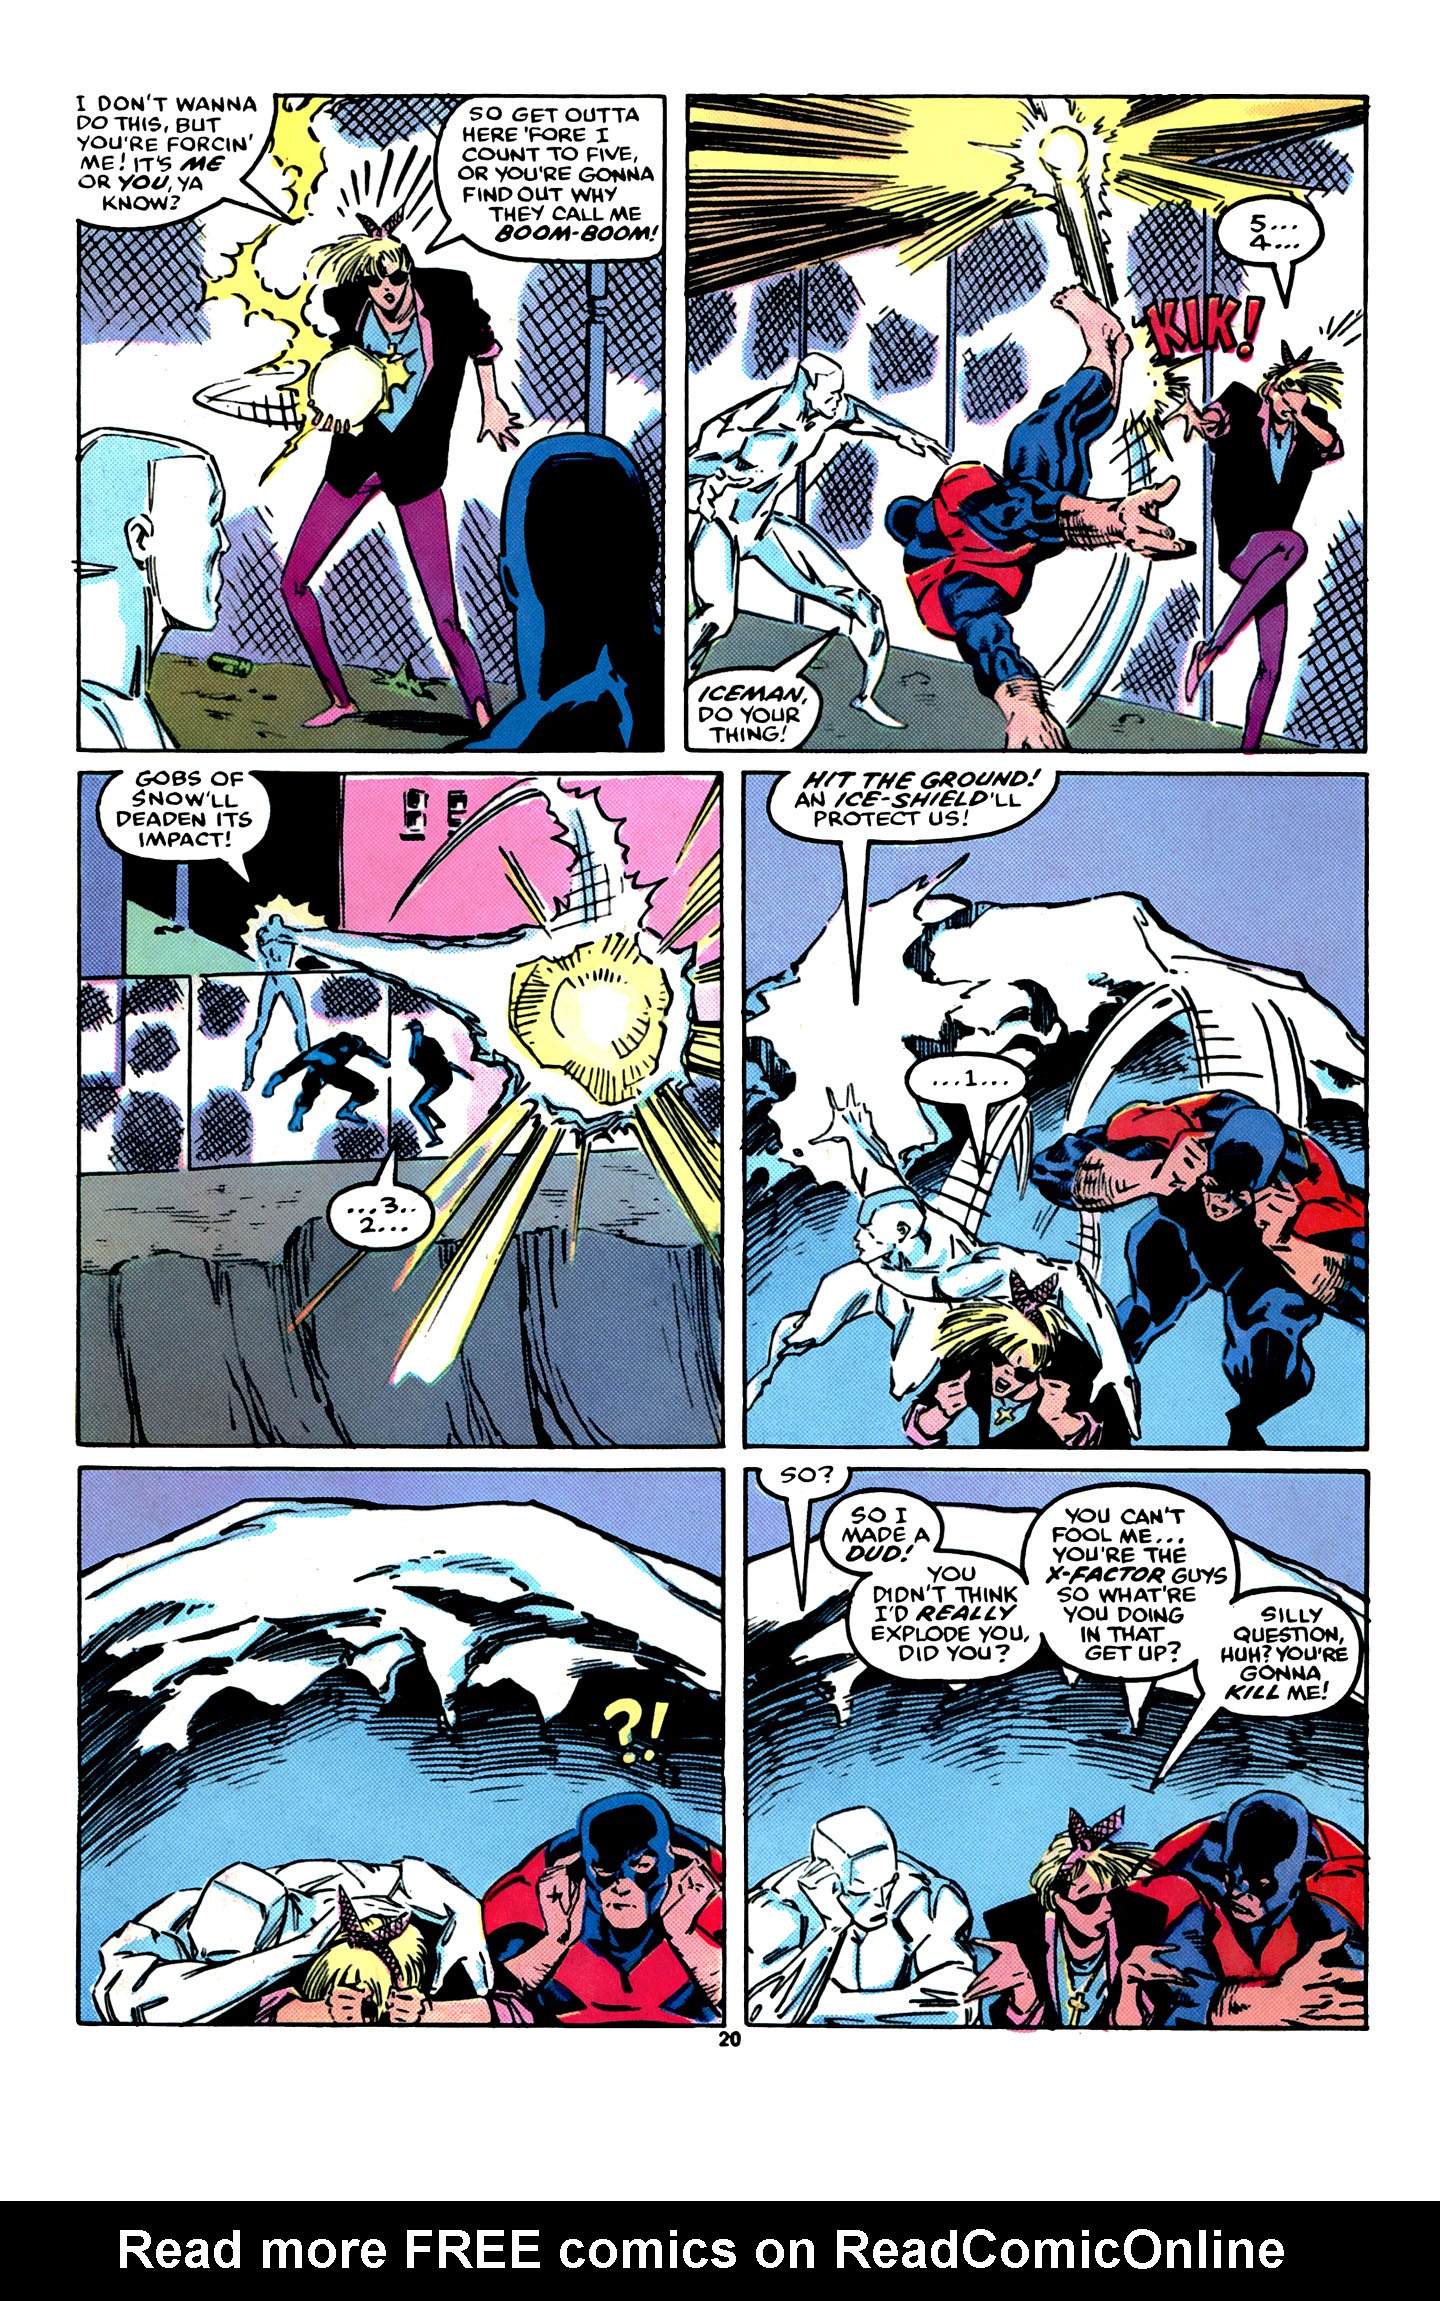 I DON'T WANNA
DO THIS, BUT
YOU'RE FORCIN'
ME! IT'S ME
OR YOU, YA
KNOW?
SO GET OUTTA
HERE 'FORE I
COUNT TO FIVE,
OR YOU'RE GONNA
FIND OUT WHY
THEY CALL ME
BOOM-BOOM!
5...
4...
KIK!
ICEMAN,
DO YOUR
THING!
GOBS OF
SNOW'LL
DEADEN ITS
IMPACT!
...3..
2...
HIT THE GROUND!
AN ICE-SHIELD'LL
PROTECT US!
...1...
?!
SO?
SO I
MADE A
DUD!
YOU
DIDN'T THINK
I'D REALLY
EXPLODE YOU,
DID YOU?
YOU CAN'T
FOOL ME...
YOU'RE THE
X-FACTOR GUYS
SO WHAT'RE
YOU DOING
IN THAT
GET UP?
SILLY
QUESTION,
HUH? YOU'RE
GONNA
KILL ME!
20
Read more FREE comics on ReadComicOnline